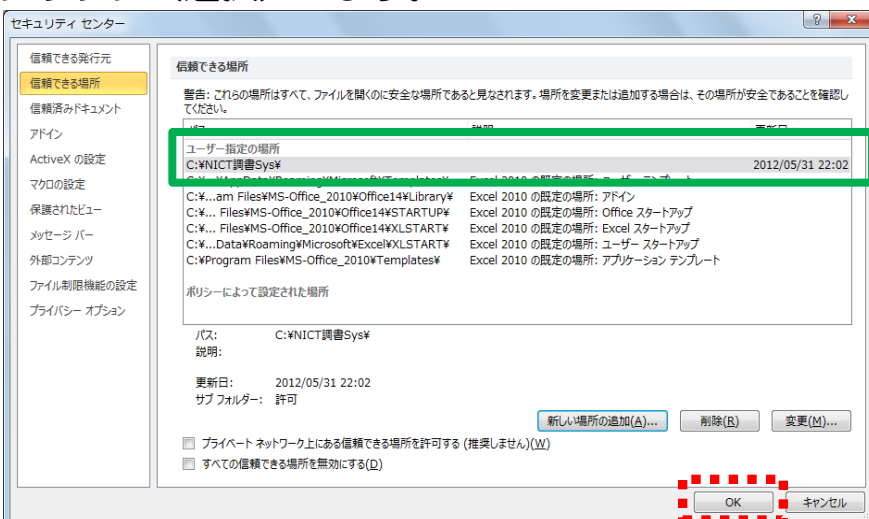 セキュリティ センター
信頼できる発行元
信頼できる場所
信頼済みドキュメント
アドイン
ActiveX の設定
マクロの設定
保護されたビュー
メッセージ バー
外部コンテンツ
ファイル制限機能の設定
プライバシー オプション
信頼できる場所
警告: これらの場所はすべて、ファイルを開くのに安全な場所であると見なされます。場所を変更または追加する場合は、その場所が安全であることを確認し
てください。
ユーザー指定の場所
C:¥NICT調書Sys¥ 2012/05/31 22:02
C:¥...am Files¥MS-Office_2010¥Office14¥Library¥ Excel 2010 の既定の場所: アドイン
C:¥... Files¥MS-Office_2010¥Office14¥STARTUP¥ Excel 2010 の既定の場所: Office スタートアップ
C:¥... Files¥MS-Office_2010¥Office14¥XLSTART¥ Excel 2010 の既定の場所: Excel スタートアップ
C:¥...Data¥Roaming¥Microsoft¥Excel¥XLSTART¥ Excel 2010 の既定の場所: ユーザー スタートアップ
C:¥Program Files¥MS-Office_2010¥Templates¥ Excel 2010 の既定の場所: アプリケーション テンプレート
ポリシーによって設定された場所
パス: C:¥NICT調書Sys¥
説明:
更新日: 2012/05/31 22:02
サブ フォルダー: 許可
新しい場所の追加(A)... 削除(R) 変更(M)...
プライベート ネットワーク上にある信頼できる場所を許可する (推奨しません)(W)
すべての信頼できる場所を無効にする(D)
OK キャンセル